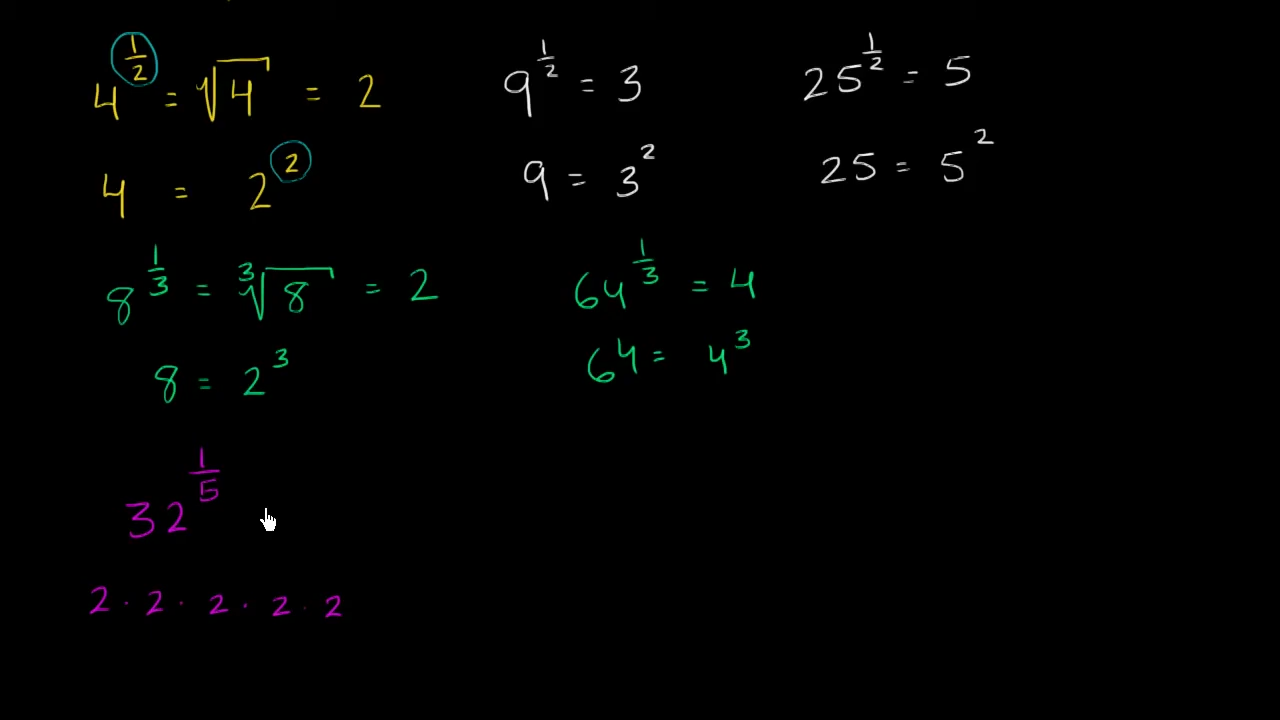 4^{1/2} = √4 = 2
9^{1/2} = 3
25^{1/2} = 5
4 = 2^2
9 = 3^2
25 = 5^2
8^{1/3} = ∛8 = 2
64^{1/3} = 4
8 = 2^3
64 = 4^3
32^{1/5}
2 · 2 · 2 · 2 · 2